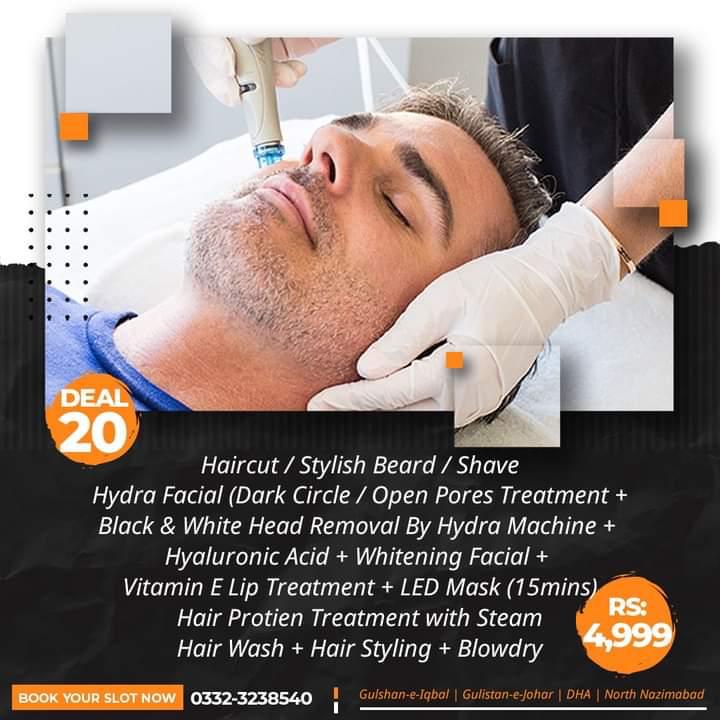 DEAL
20
Haircut / Stylish Beard / Shave
Hydra Facial (Dark Circle / Open Pores Treatment +
Black & White Head Removal By Hydra Machine +
Hyaluronic Acid + Whitening Facial +
Vitamin E Lip Treatment + LED Mask (15mins)
Hair Protien Treatment with Steam
Hair Wash + Hair Styling + Blowdry
RS:
4,999
BOOK YOUR SLOT NOW 0332-3238540 Gulshan-e-Iqbal | Gulistan-e-Johar | DHA | North Nazimabad